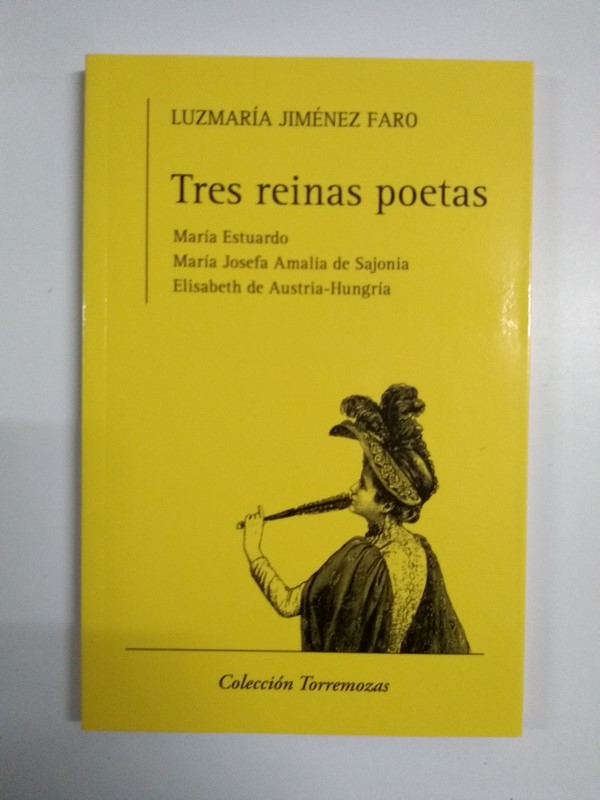 LUZMARÍA JIMÉNEZ FARO
Tres reinas poetas
María Estuardo
María Josefa Amalia de Sajonia
Elisabeth de Austria-Hungría
Colección Torremozas